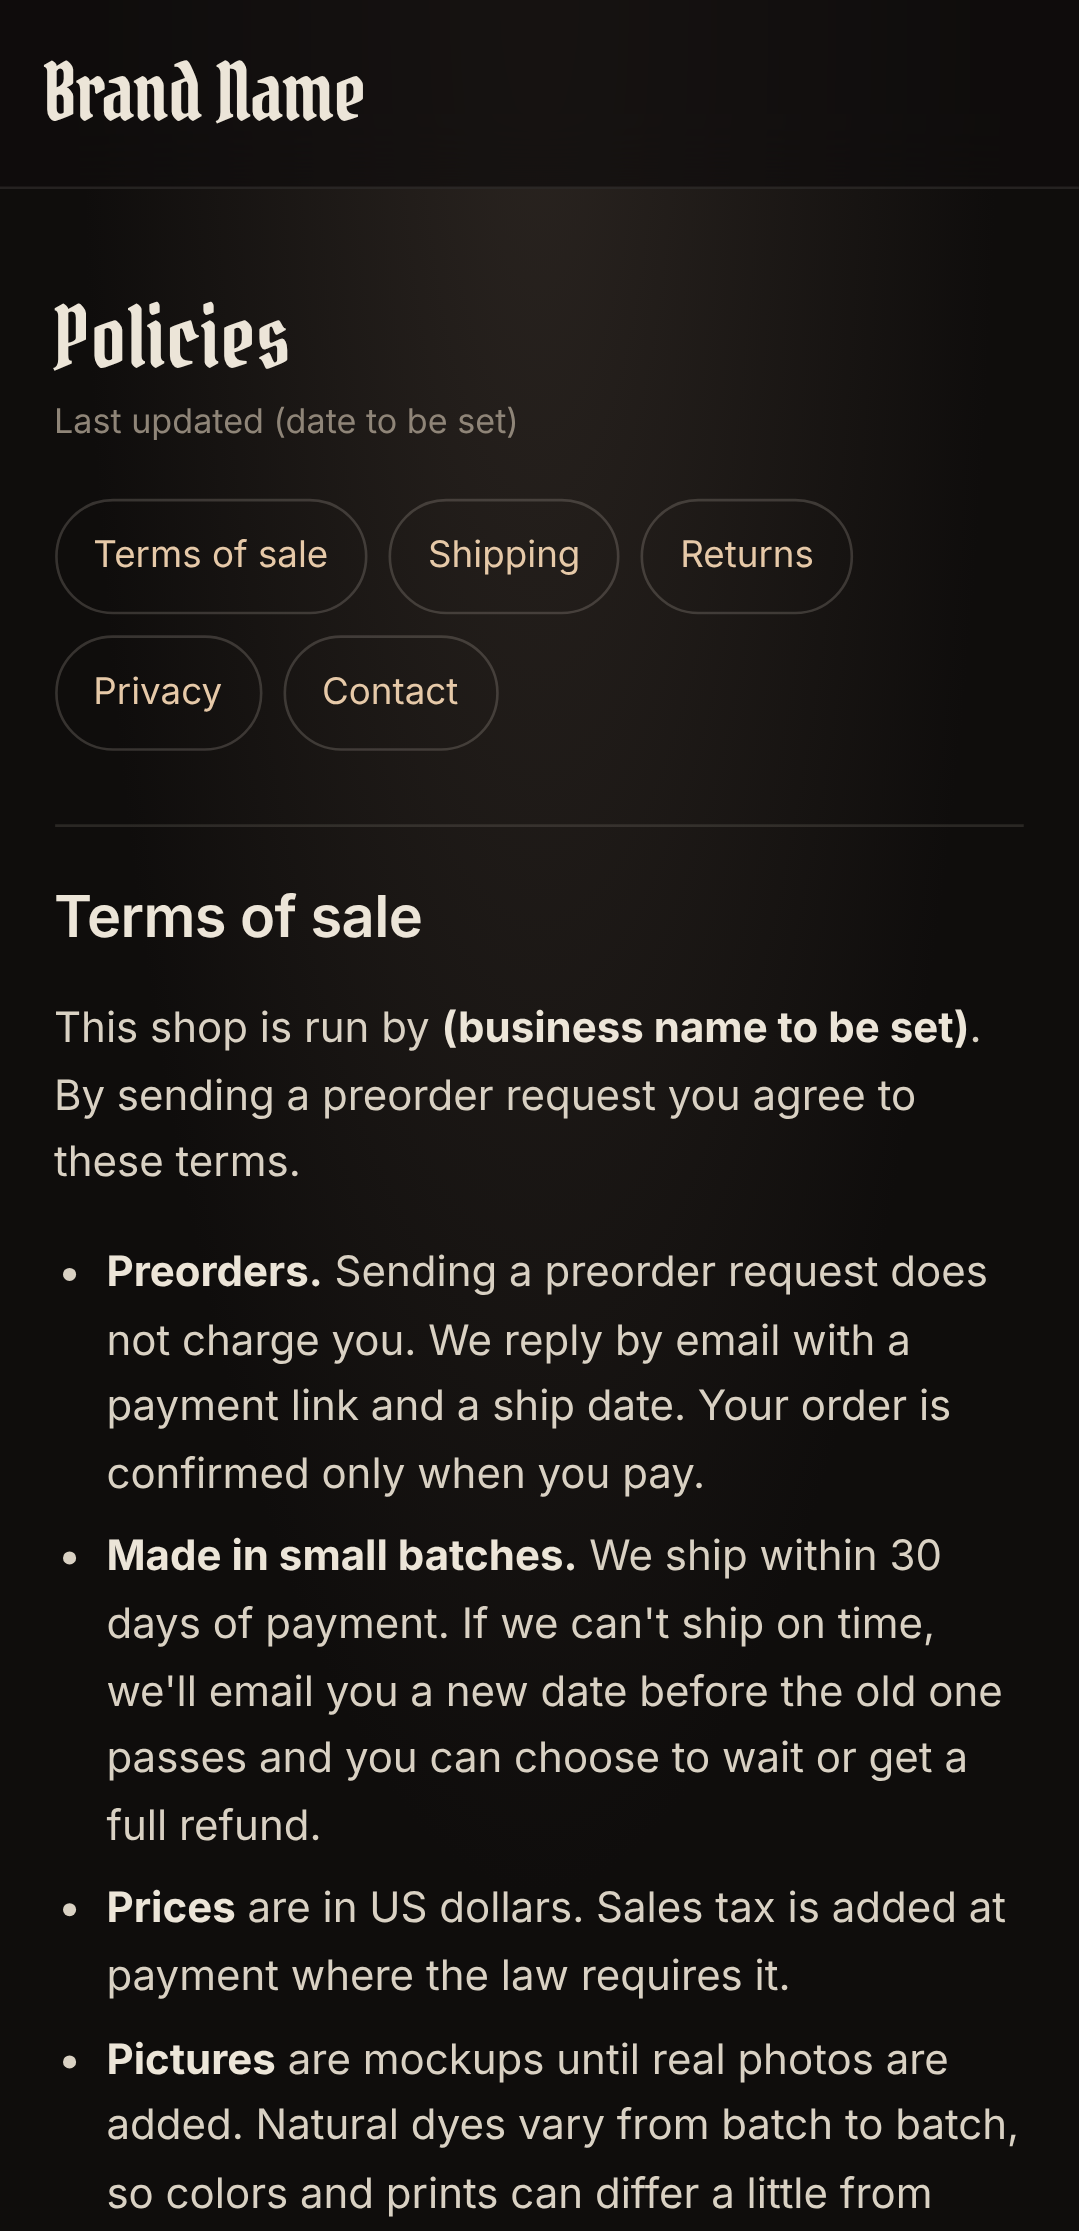 Brand Name
Policies
Last updated (date to be set)
Terms of sale
Shipping
Returns
Privacy
Contact
Terms of sale
This shop is run by (business name to be set).
By sending a preorder request you agree to
these terms.
• Preorders. Sending a preorder request does
not charge you. We reply by email with a
payment link and a ship date. Your order is
confirmed only when you pay.
• Made in small batches. We ship within 30
days of payment. If we can't ship on time,
we'll email you a new date before the old one
passes and you can choose to wait or get a
full refund.
• Prices are in US dollars. Sales tax is added at
payment where the law requires it.
• Pictures are mockups until real photos are
added. Natural dyes vary from batch to batch,
so colors and prints can differ a little from